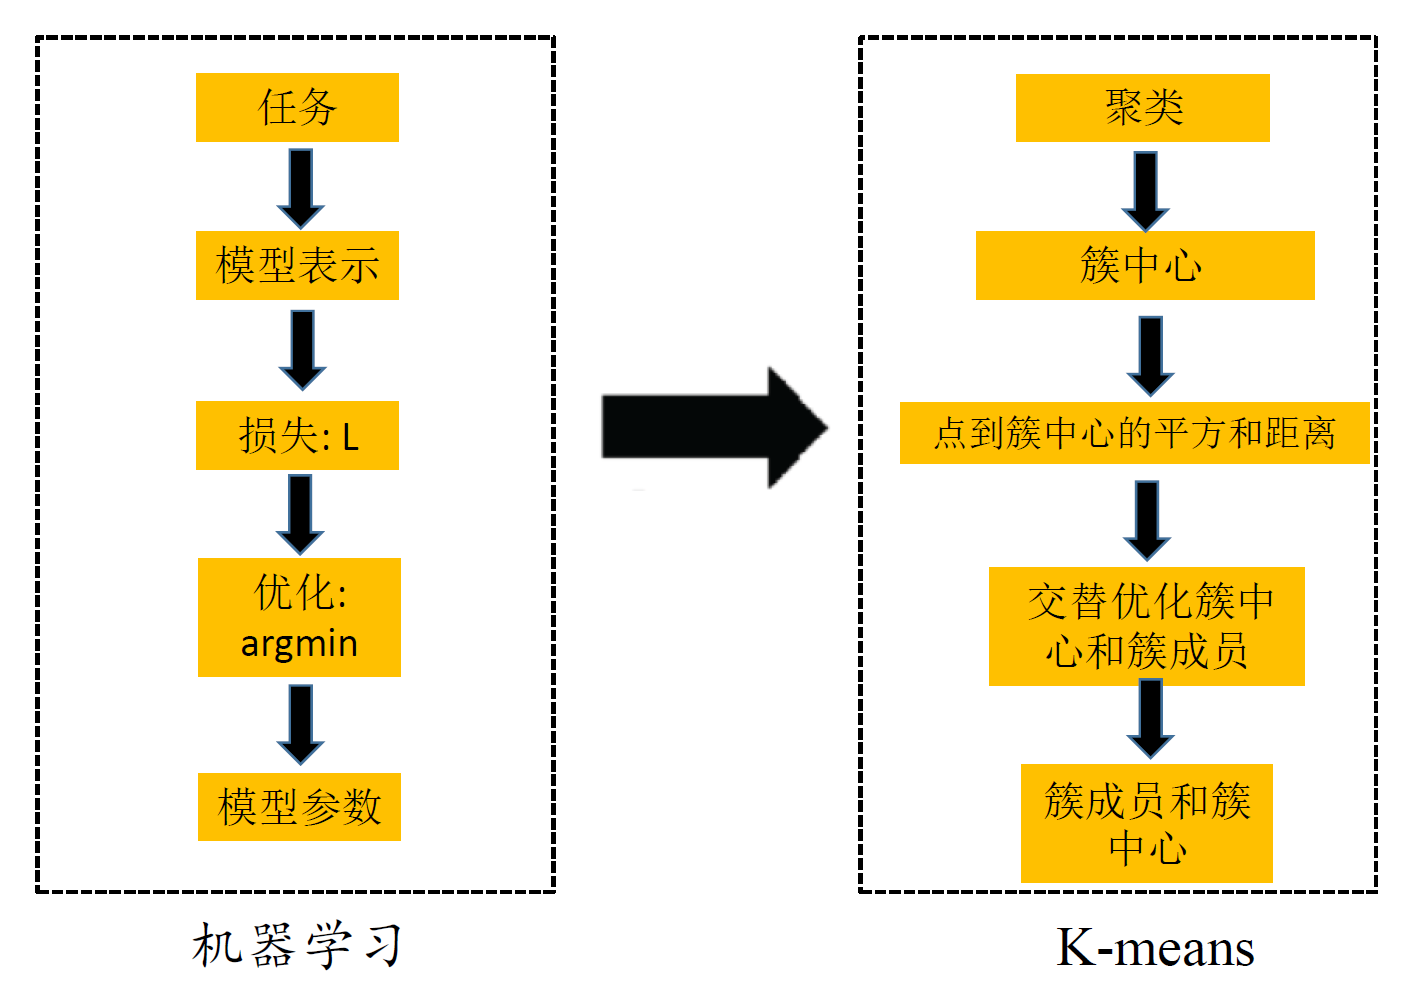 任务
模型表示
损失: L
优化:
argmin
模型参数
机器学习
聚类
簇中心
点到簇中心的平方和距离
交替优化簇中
心和簇成员
簇成员和簇
中心
K-means